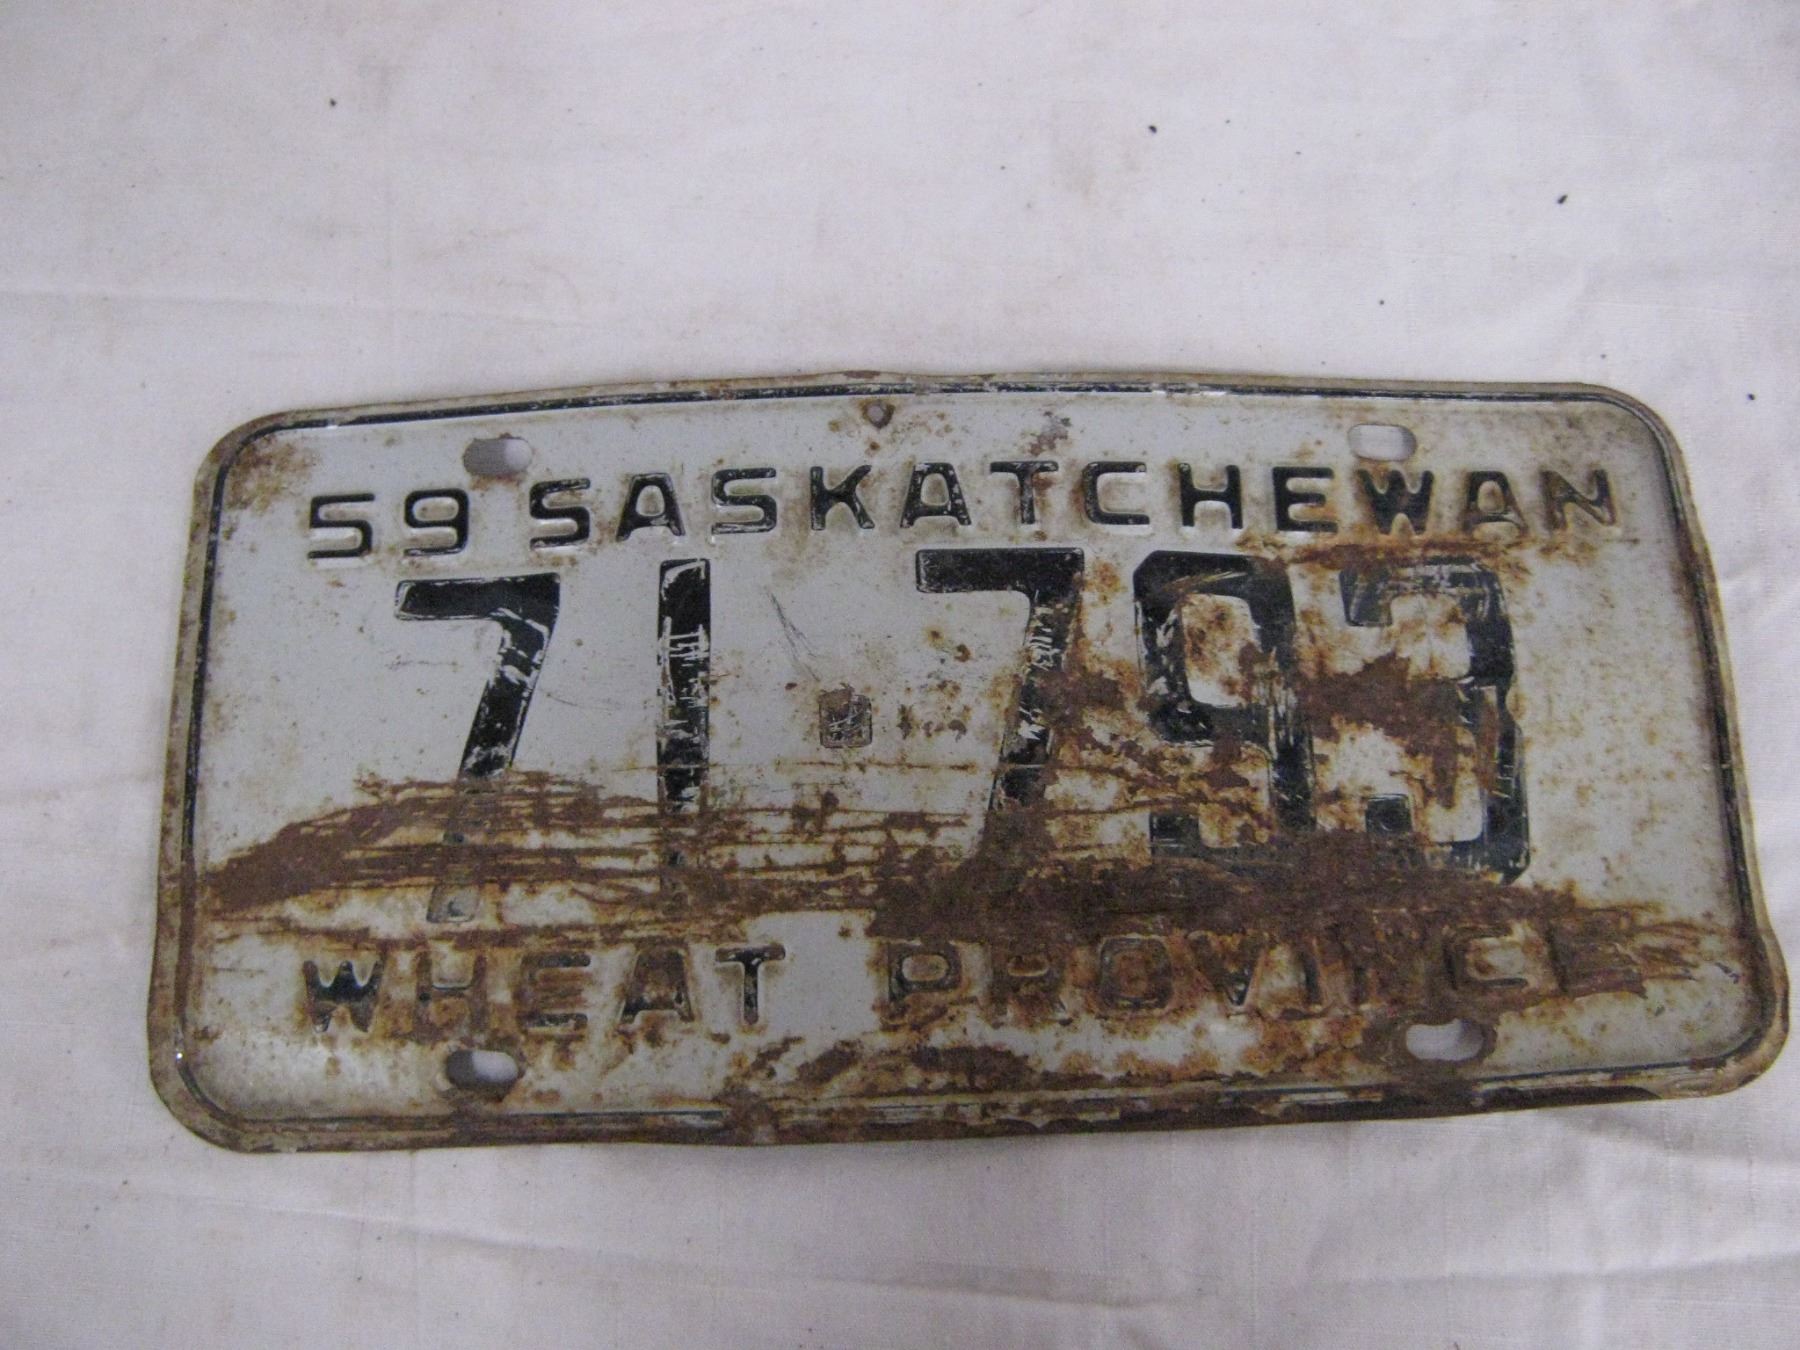 59 SASKATCHEWAN
71·793
WHEAT PROVINCE